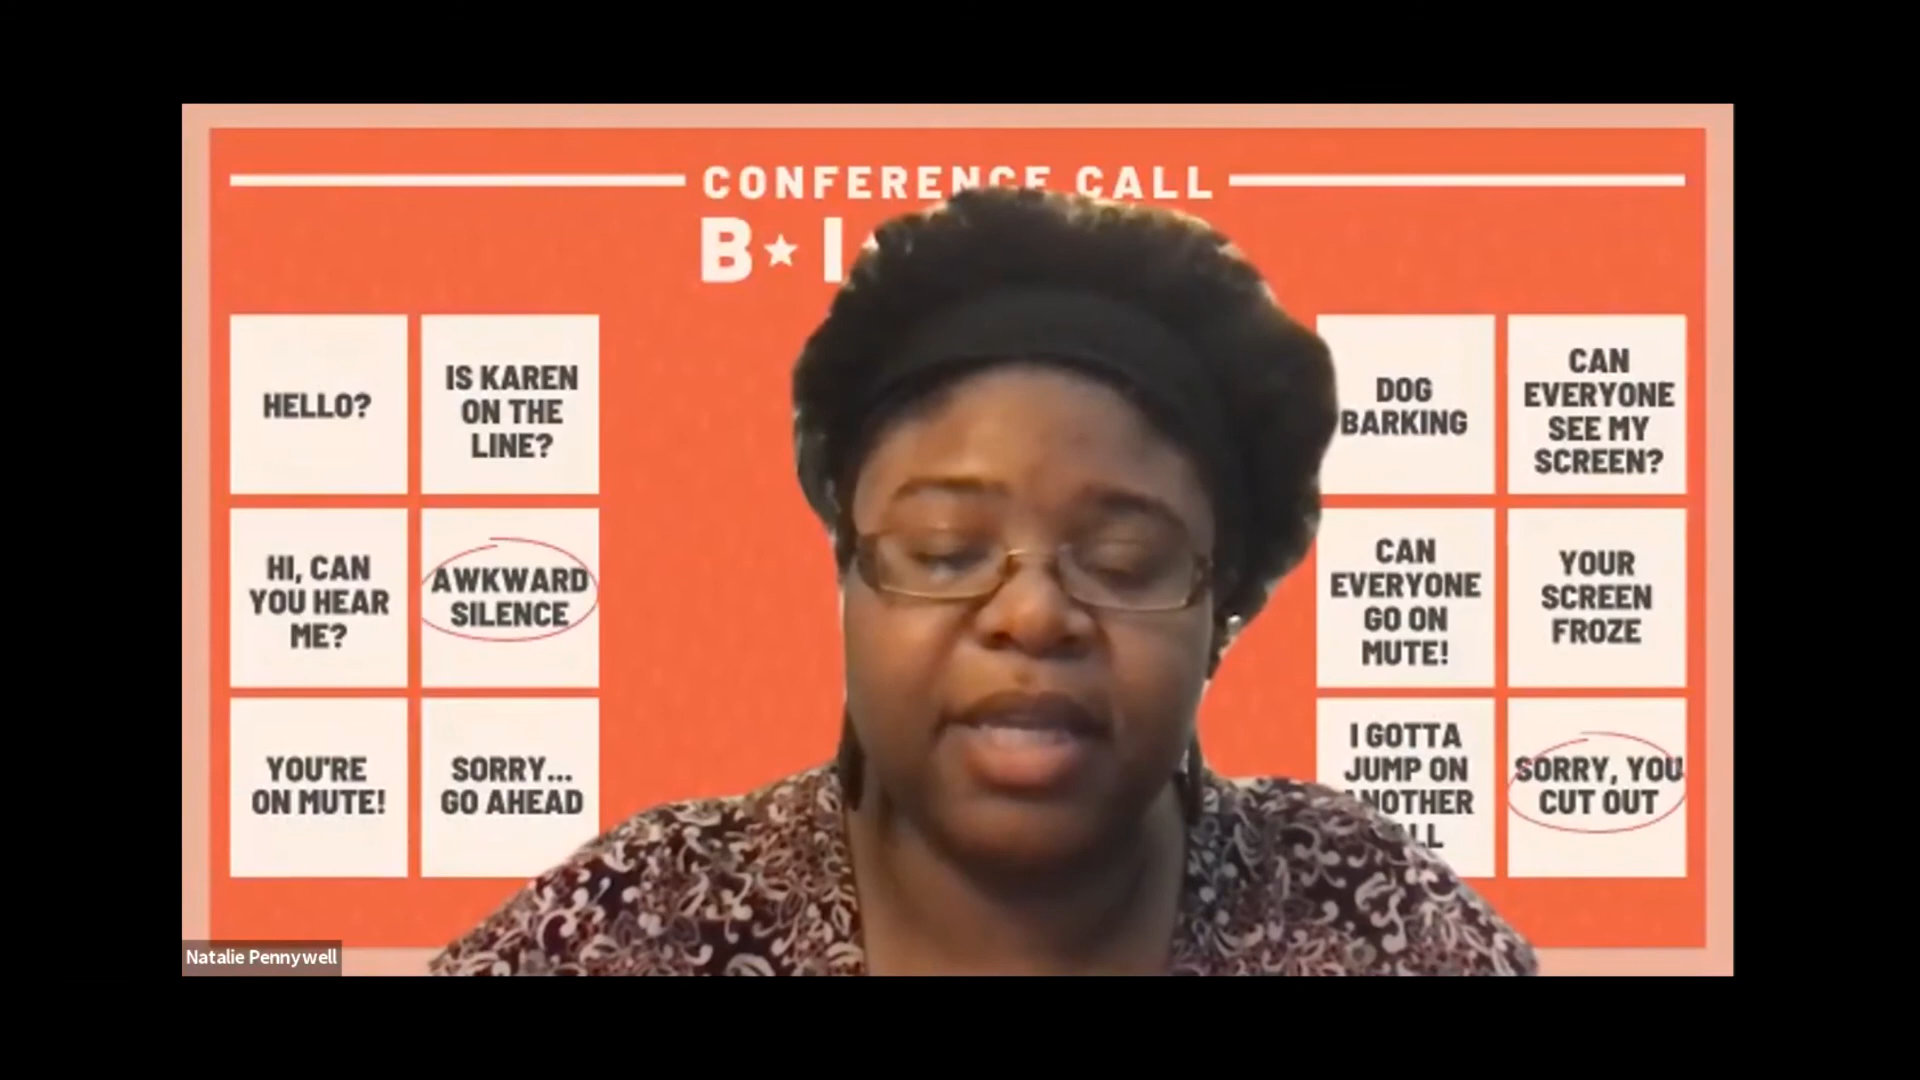 CONFERENCE CALL
B★I
HELLO?
IS KAREN
ON THE
LINE?
DOG
BARKING
CAN
EVERYONE
SEE MY
SCREEN?
HI, CAN
YOU HEAR
ME?
AWKWARD
SILENCE
CAN
EVERYONE
GO ON
MUTE!
YOUR
SCREEN
FROZE
YOU'RE
ON MUTE!
SORRY...
GO AHEAD
I GOTTA
JUMP ON
ANOTHER
SORRY, YOU
CUT OUT
Natalie Pennywell